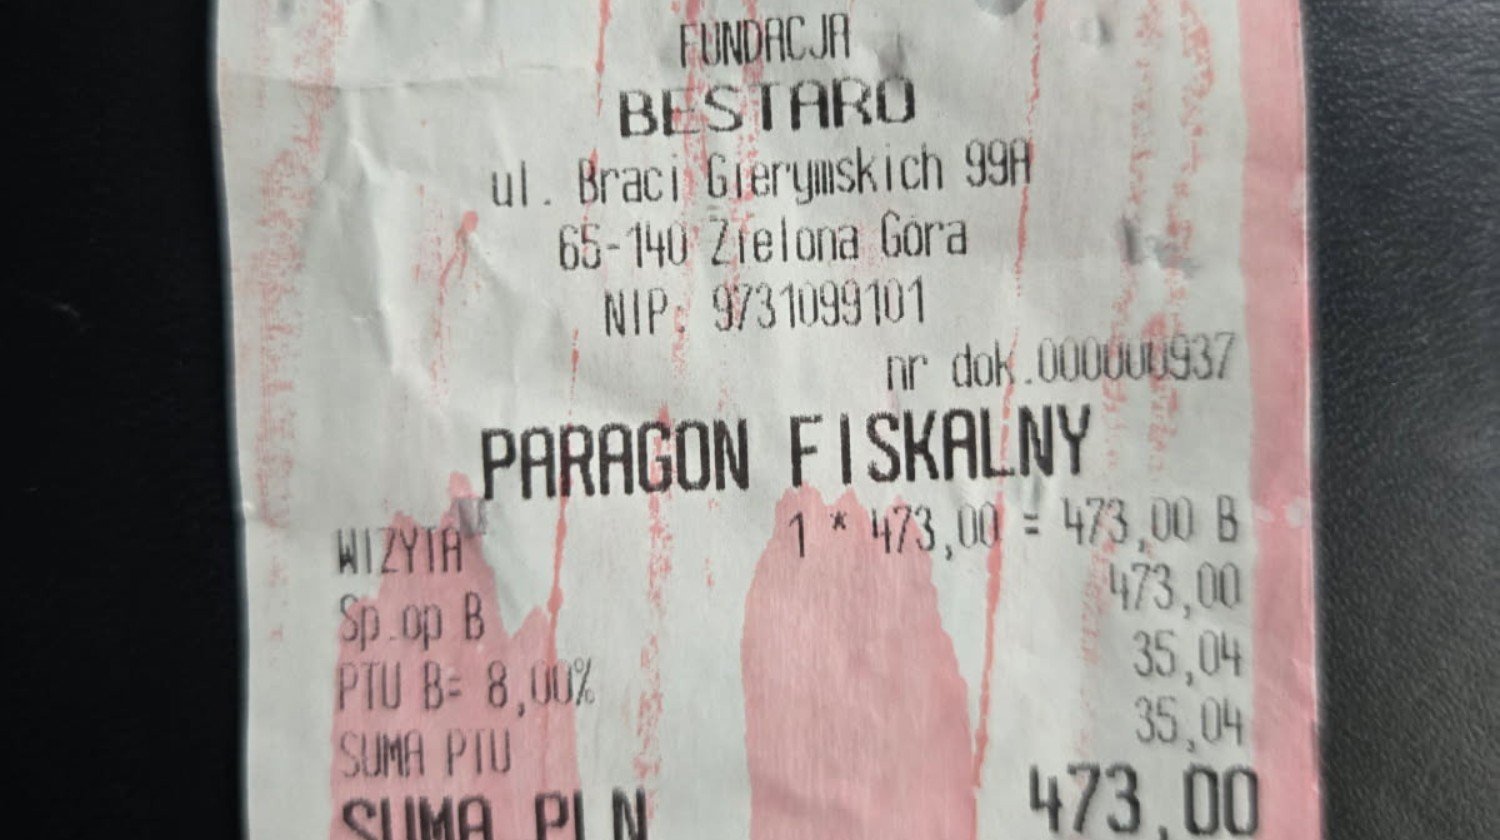 FUNDACJA
BESTARO
ul. Braci Gierymskich 99A
65-140 Zielona Góra
NIP: 9731099101
nr dok.000000937
PARAGON FISKALNY
WIZYTA 1 * 473,00 = 473,00 B
Sp.op B 473,00
PTU B= 8,00% 35,04
SUMA PTU 35,04
SUMA PLN 473,00